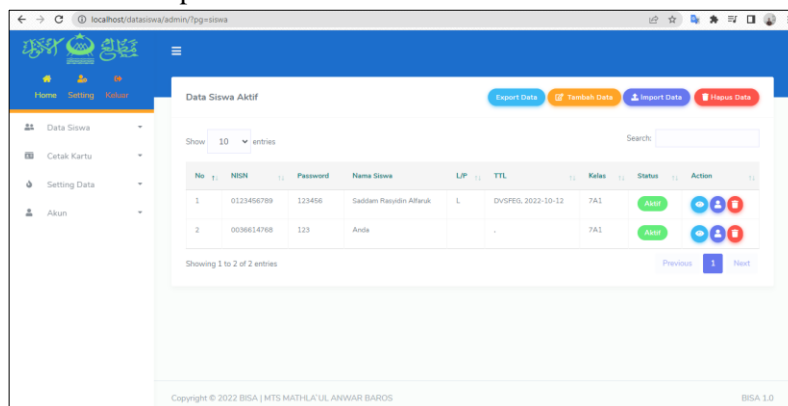 localhost/datasiswa/admin/?pg=siswa
Home Setting Keluar
Data Siswa
Cetak Kartu
Setting Data
Akun
Data Siswa Aktif
Export Data Tambah Data Import Data Hapus Data
Show 10 entries Search:
No NISN Password Nama Siswa L/P TTL Kelas Status Action
1 0123456789 123456 Saddam Rasyidin Alfaruk L DVSFEG, 2022-10-12 7A1 Aktif
2 0036614768 123 Anda , 7A1 Aktif
Showing 1 to 2 of 2 entries Previous 1 Next
Copyright © 2022 BISA | MTS MATHLA'UL ANWAR BAROS BISA 1.0